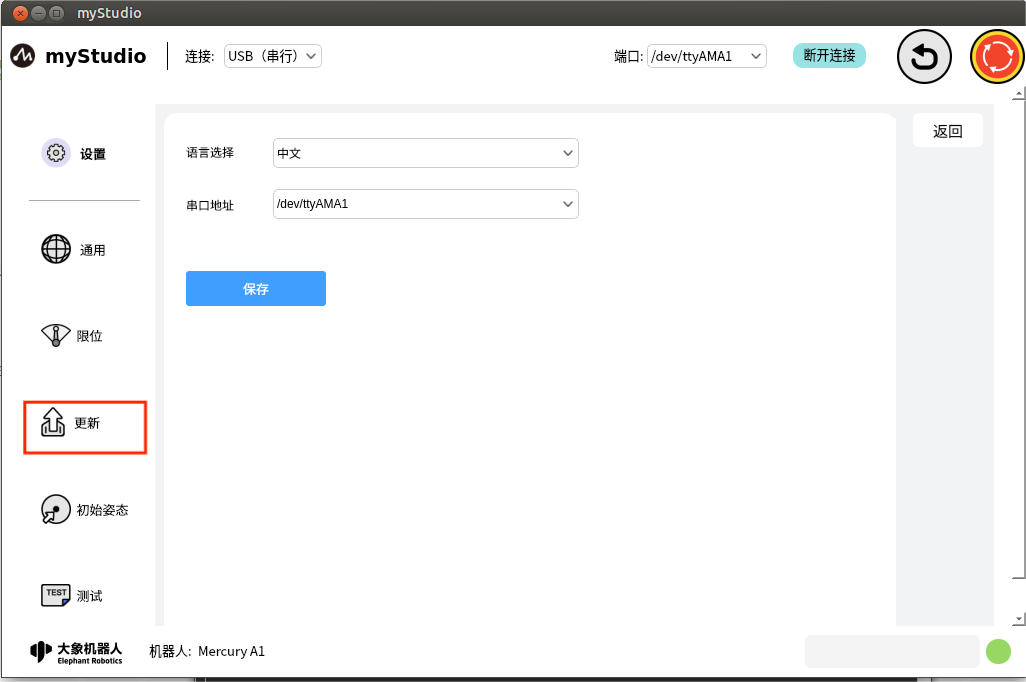 myStudio
myStudio
连接: USB（串行）
端口: /dev/ttyAMA1
断开连接
设置
语言选择 中文
返回
串口地址 /dev/ttyAMA1
通用
保存
限位
更新
初始姿态
TEST 测试
大象机器人
Elephant Robotics
机器人: Mercury A1